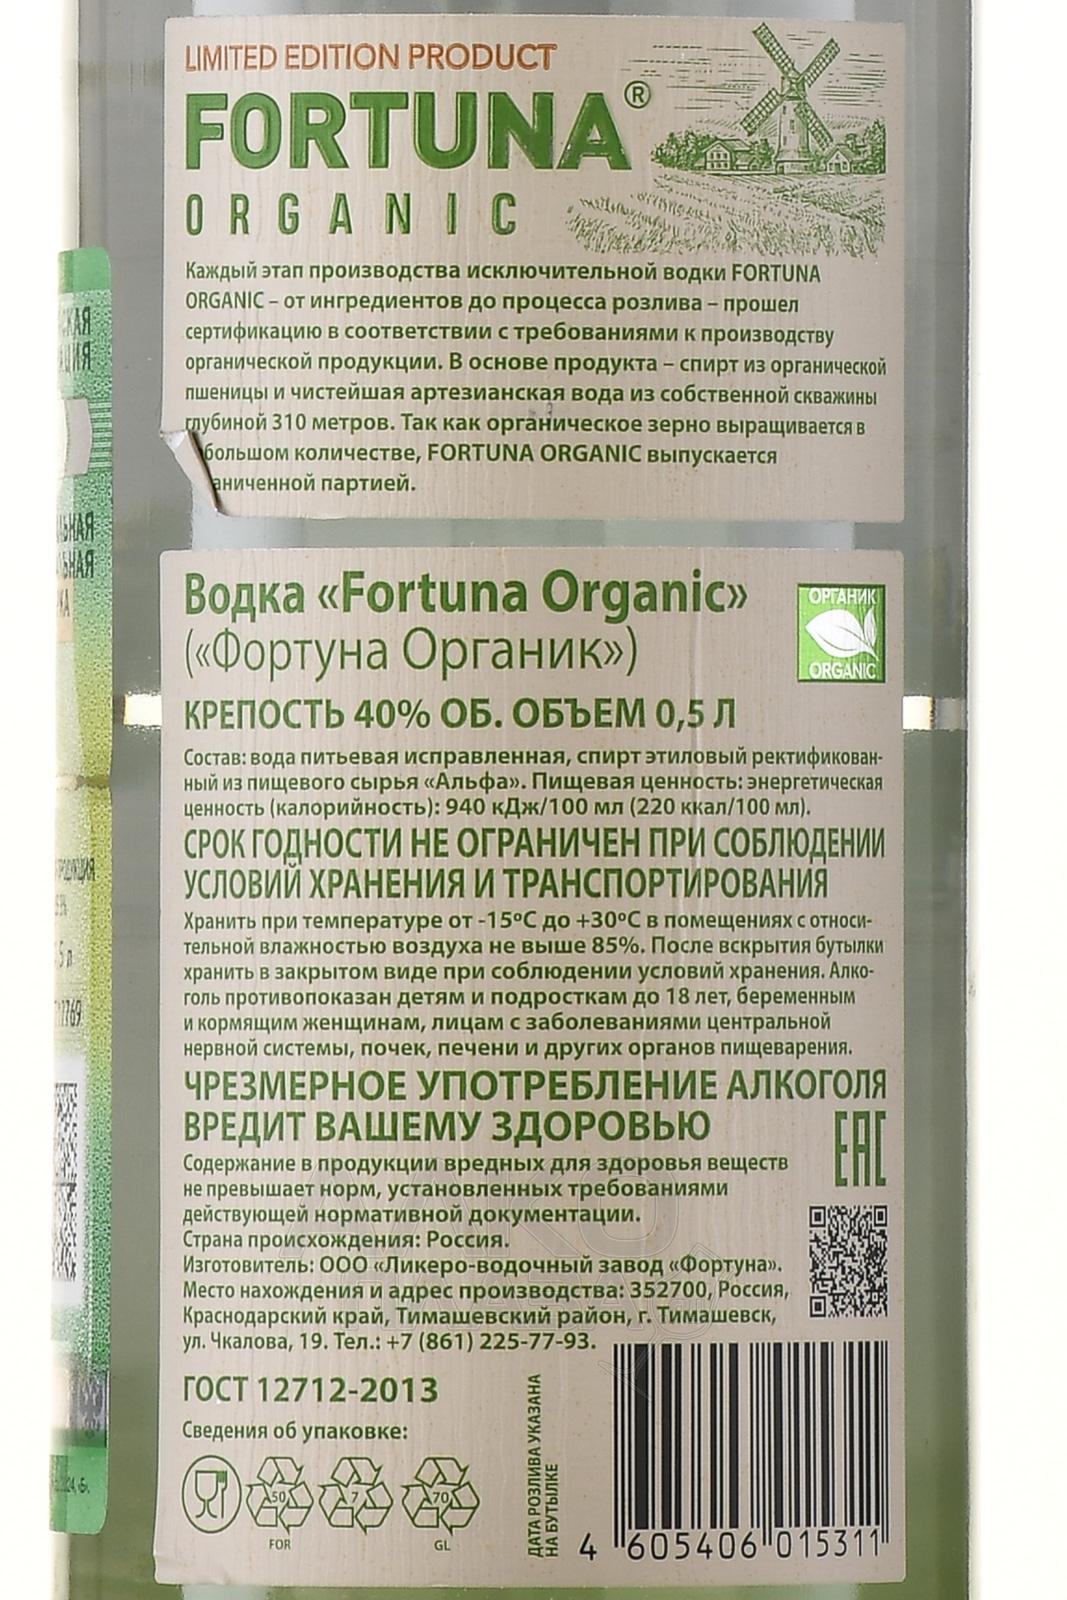 LIMITED EDITION PRODUCT
FORTUNA®
ORGANIC
Каждый этап производства исключительной водки FORTUNA
ORGANIC – от ингредиентов до процесса розлива – прошел
сертификацию в соответствии с требованиями к производству
органической продукции. В основе продукта – спирт из органической
пшеницы и чистейшая артезианская вода из собственной скважины
глубиной 310 метров. Так как органическое зерно выращивается в
большом количестве, FORTUNA ORGANIC выпускается
аниченной партией.
Водка «Fortuna Organic»
(«Фортуна Органик»)
ОРГАНИК
ORGANIC
КРЕПОСТЬ 40% ОБ. ОБЪЕМ 0,5 Л
Состав: вода питьевая исправленная, спирт этиловый ректификован-
ный из пищевого сырья «Альфа». Пищевая ценность: энергетическая
ценность (калорийность): 940 кДж/100 мл (220 ккал/100 мл).
СРОК ГОДНОСТИ НЕ ОГРАНИЧЕН ПРИ СОБЛЮДЕНИИ
УСЛОВИЙ ХРАНЕНИЯ И ТРАНСПОРТИРОВАНИЯ
Хранить при температуре от -15ºС до +30ºС в помещениях с относи-
тельной влажностью воздуха не выше 85%. После вскрытия бутылки
хранить в закрытом виде при соблюдении условий хранения. Алко-
голь противопоказан детям и подросткам до 18 лет, беременным
и кормящим женщинам, лицам с заболеваниями центральной
нервной системы, почек, печени и других органов пищеварения.
ЧРЕЗМЕРНОЕ УПОТРЕБЛЕНИЕ АЛКОГОЛЯ
ВРЕДИТ ВАШЕМУ ЗДОРОВЬЮ
EAC
Содержание в продукции вредных для здоровья веществ
не превышает норм, установленных требованиями
действующей нормативной документации.
Страна происхождения: Россия.
Изготовитель: ООО «Ликеро-водочный завод «Фортуна».
Место нахождения и адрес производства: 352700, Россия,
Краснодарский край, Тимашевский район, г. Тимашевск,
ул. Чкалова, 19. Тел.: +7 (861) 225-77-93.
ГОСТ 12712-2013
Сведения об упаковке:
50
7
70
FOR
GL
ДАТА РОЗЛИВА УКАЗАНА
НА БУТЫЛКЕ
4 605406 015311